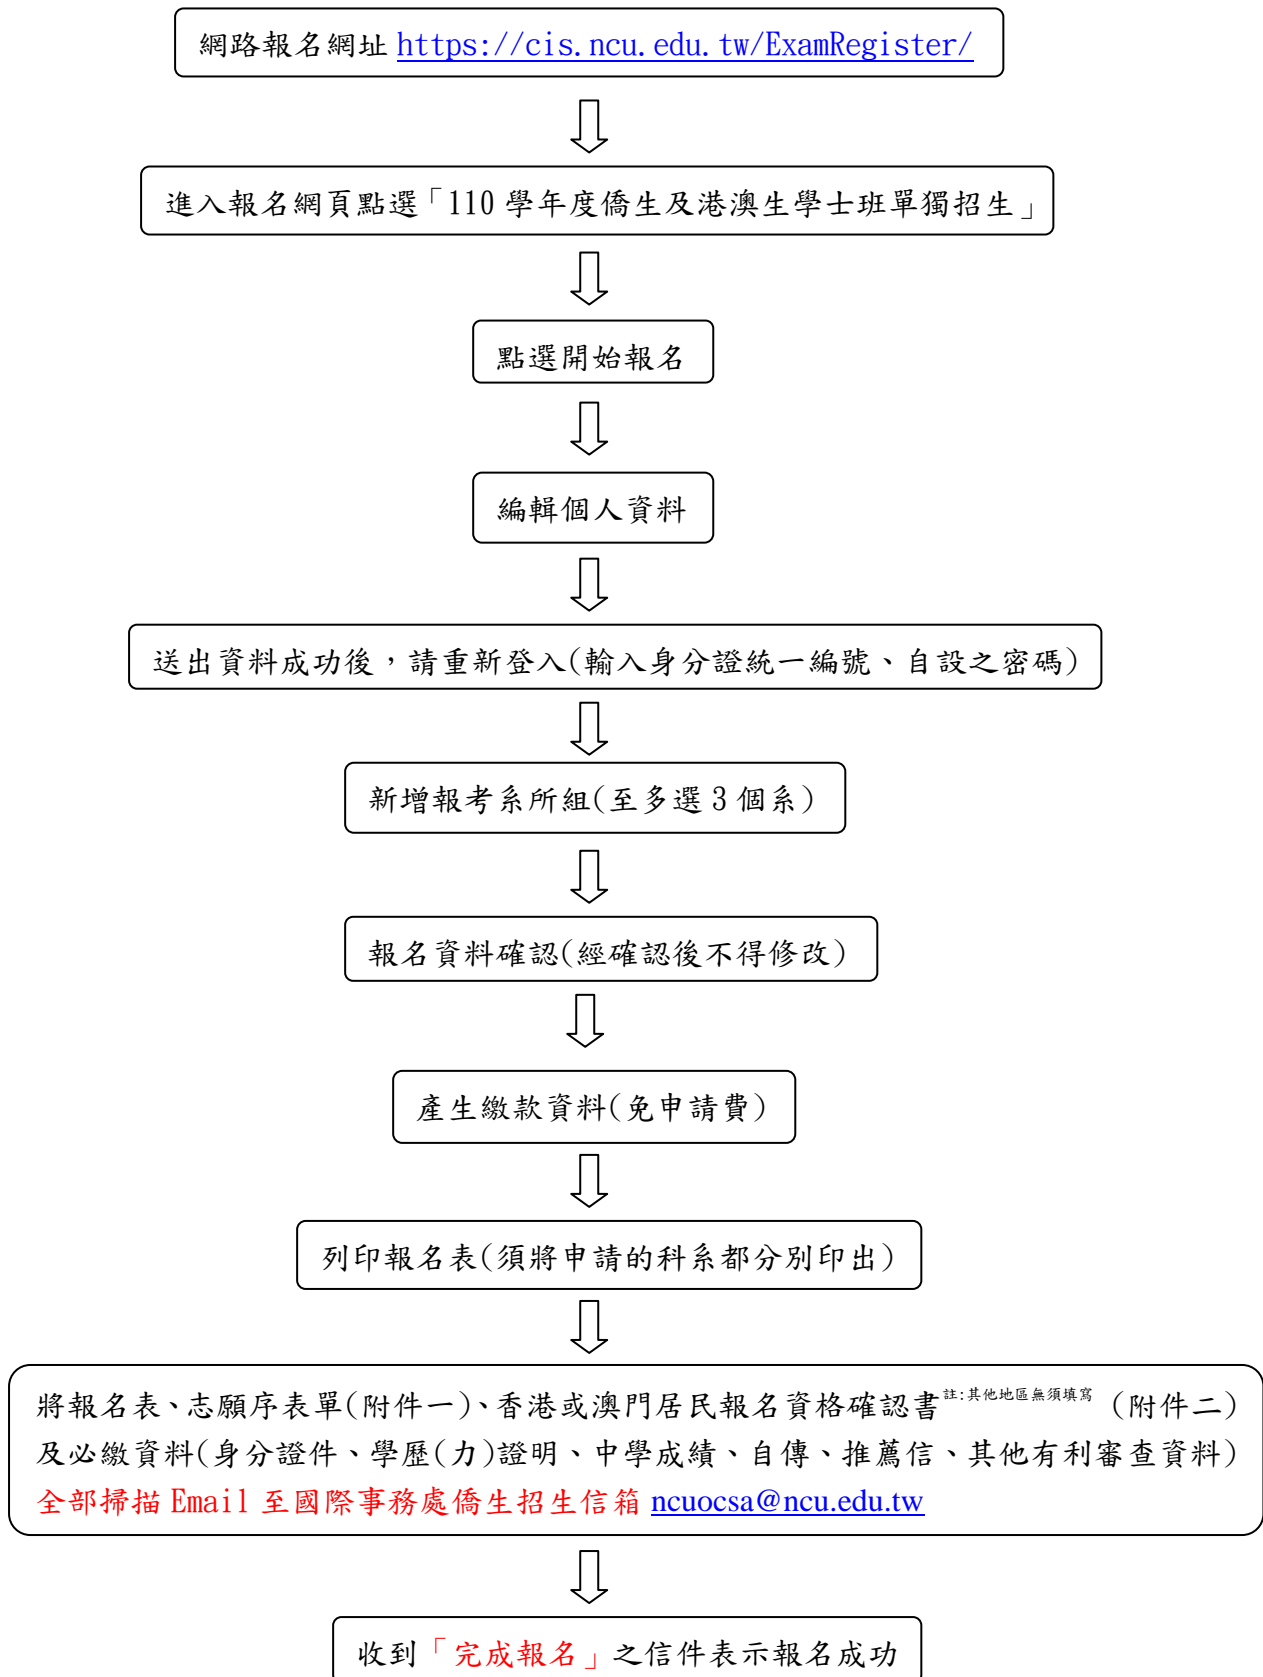 網路報名網址 https://cis.ncu.edu.tw/ExamRegister/
進入報名網頁點選「110 學年度僑生及港澳生學士班單獨招生」
點選開始報名
編輯個人資料
送出資料成功後，請重新登入(輸入身分證統一編號、自設之密碼)
新增報考系所組(至多選 3 個系)
報名資料確認(經確認後不得修改)
產生繳款資料(免申請費)
列印報名表(須將申請的科系都分別印出)
將報名表、志願序表單(附件一)、香港或澳門居民報名資格確認書註:其他地區無須填寫 (附件二)
及必繳資料(身分證件、學歷(力)證明、中學成績、自傳、推薦信、其他有利審查資料)
全部掃描 Email 至國際事務處僑生招生信箱 ncuocsa@ncu.edu.tw
收到「完成報名」之信件表示報名成功